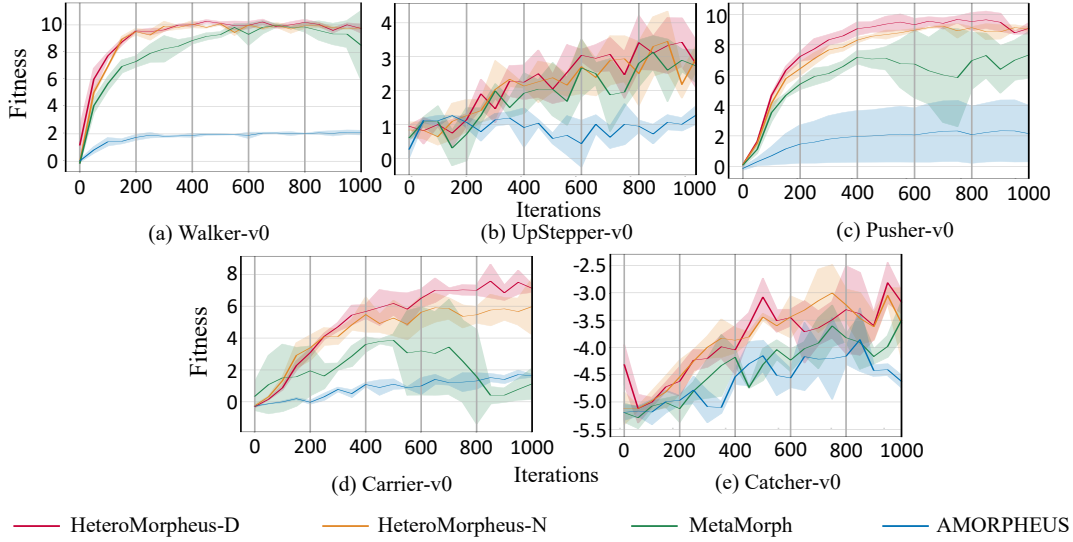 Fitness
10
8
6
4
2
0
0 200 400 600 800 1000
(a) Walker-v0
4
3
2
1
0
0 200 400 600 800 1000
Iterations
(b) UpStepper-v0
10
8
6
4
2
0
0 200 400 600 800 1000
(c) Pusher-v0
Fitness
8
6
4
2
0
0 200 400 600 800 1000
(d) Carrier-v0
Iterations
-2.5
-3.0
-3.5
-4.0
-4.5
-5.0
-5.5
0 200 400 600 800 1000
(e) Catcher-v0
HeteroMorpheus-D HeteroMorpheus-N MetaMorph AMORPHEUS